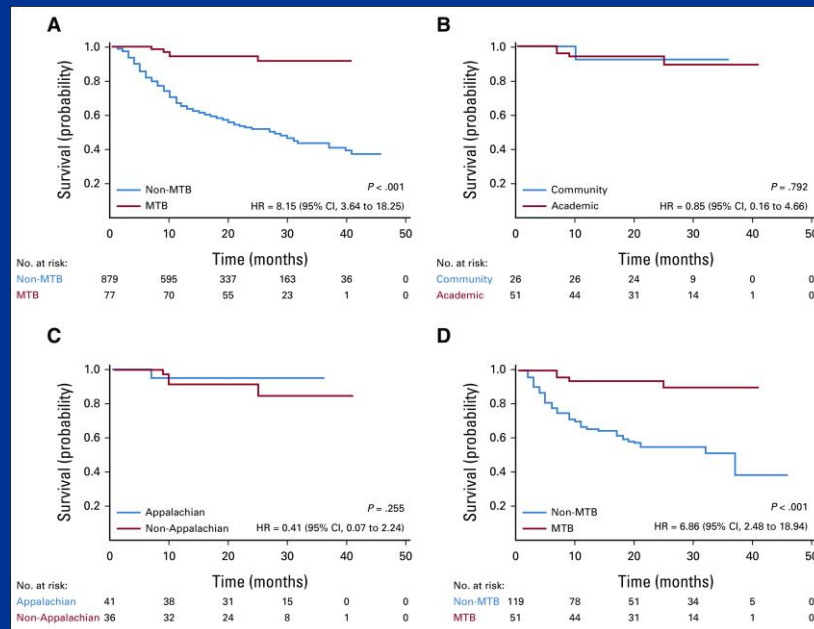 A
Survival (probability)
1.0
0.8
0.6
0.4
0.2
Non-MTB
MTB
P < .001
HR = 8.15 (95% CI, 3.64 to 18.25)
0 10 20 30 40 50
Time (months)
No. at risk:
Non-MTB 879 595 337 163 36 0
MTB 77 70 55 23 1 0
B
Survival (probability)
1.0
0.8
0.6
0.4
0.2
Community
Academic
P = .792
HR = 0.85 (95% CI, 0.16 to 4.66)
0 10 20 30 40 50
Time (months)
No. at risk:
Community 26 26 24 9 0 0
Academic 51 44 31 14 1 0
C
Survival (probability)
1.0
0.8
0.6
0.4
0.2
Appalachian
Non-Appalachian
P = .255
HR = 0.41 (95% CI, 0.07 to 2.24)
0 10 20 30 40 50
Time (months)
No. at risk:
Appalachian 41 38 31 15 0 0
Non-Appalachian 36 32 24 8 1 0
D
Survival (probability)
1.0
0.8
0.6
0.4
0.2
Non-MTB
MTB
P < .001
HR = 6.86 (95% CI, 2.48 to 18.94)
0 10 20 30 40 50
Time (months)
No. at risk:
Non-MTB 119 78 51 34 5 0
MTB 51 44 31 14 1 0